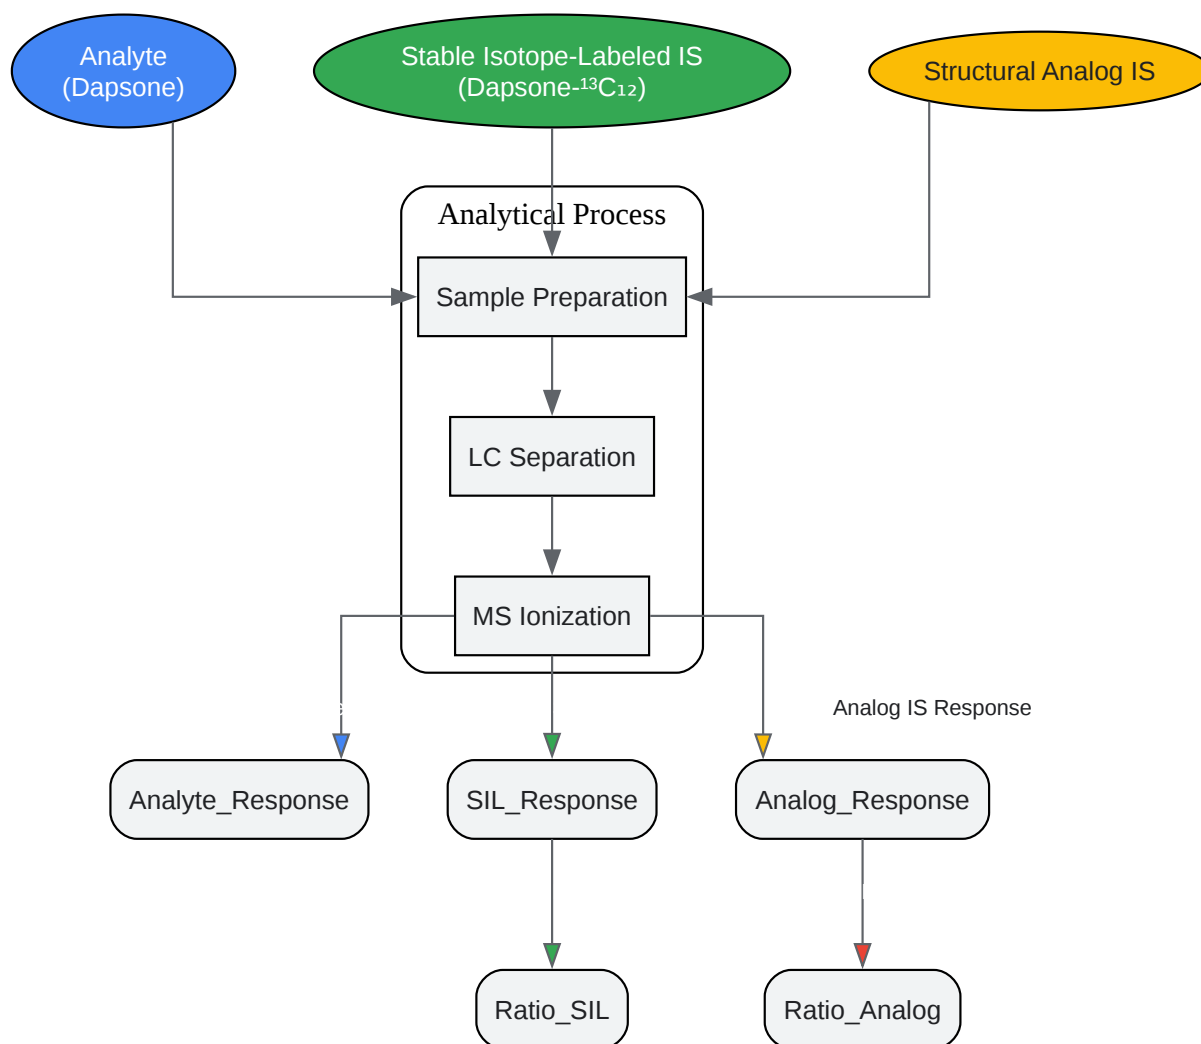 Analyte
(Dapsone)
Stable Isotope-Labeled IS
(Dapsone-¹³C₁₂)
Structural Analog IS
Analytical Process
Sample Preparation
LC Separation
MS Ionization
Analog IS Response
Analyte_Response
SIL_Response
Analog_Response
Ratio_SIL
Ratio_Analog